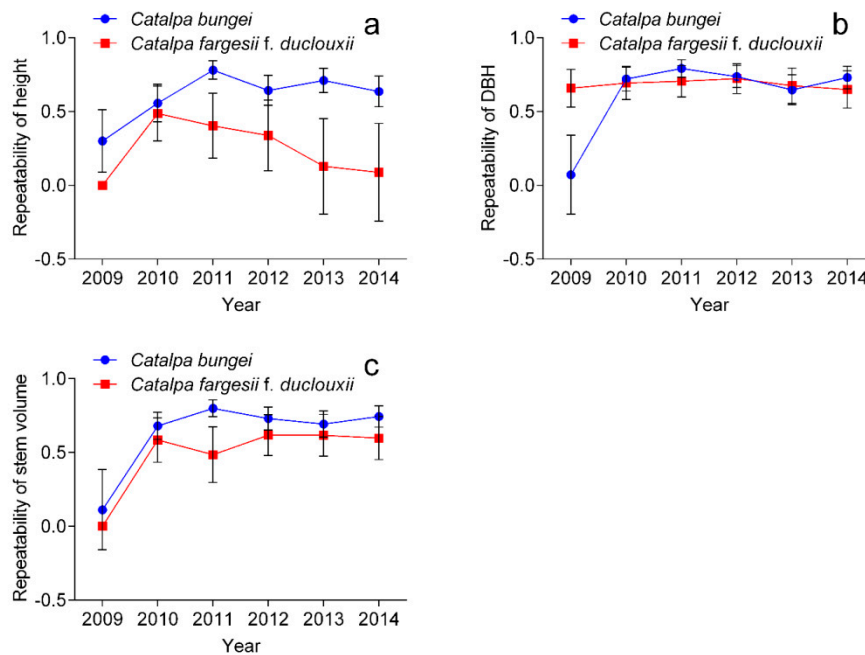 Catalpa bungei
Catalpa fargesii f. duclouxii
a
Repeatability of height
1.0
0.5
0.0
-0.5
2009 2010 2011 2012 2013 2014
Year
Catalpa bungei
Catalpa fargesii f. duclouxii
b
Repeatability of DBH
1.0
0.5
0.0
-0.5
2009 2010 2011 2012 2013 2014
Year
Catalpa bungei
Catalpa fargesii f. duclouxii
c
Repeatability of stem volume
1.0
0.5
0.0
-0.5
2009 2010 2011 2012 2013 2014
Year